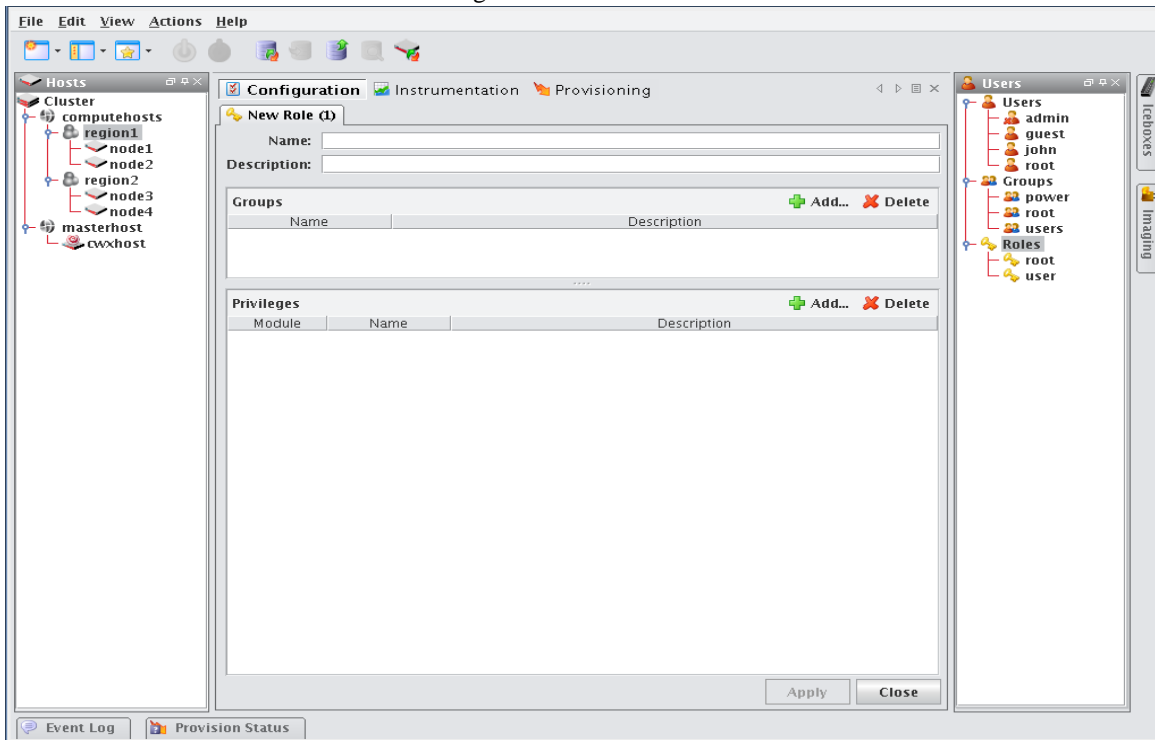 File Edit View Actions Help
Hosts
Cluster
computehosts
region1
node1
node2
region2
node3
node4
masterhost
cwxhost
Configuration Instrumentation Provisioning
New Role (1)
Name:
Description:
Groups Add... Delete
Name Description
Privileges Add... Delete
Module Name Description
Apply Close
Users
Users
admin
guest
john
root
Groups
power
root
users
Roles
root
user
Iceboxes
Imaging
Event Log Provision Status